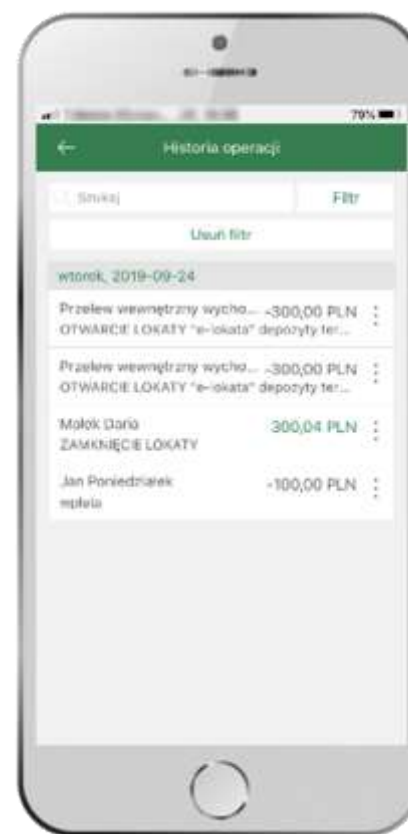 79%
Historia operacji
Szukaj
Filtr
Usuń filtr
wtorek, 2019-09-24
Przelew wewnętrzny wycho... -300,00 PLN
OTWARCIE LOKATY "e-lokata" depozyty ter...
Przelew wewnętrzny wycho... -300,00 PLN
OTWARCIE LOKATY "e-lokata" depozyty ter...
Małek Daria 300,04 PLN
ZAMKNIĘCIE LOKATY
Jan Poniedziałek -100,00 PLN